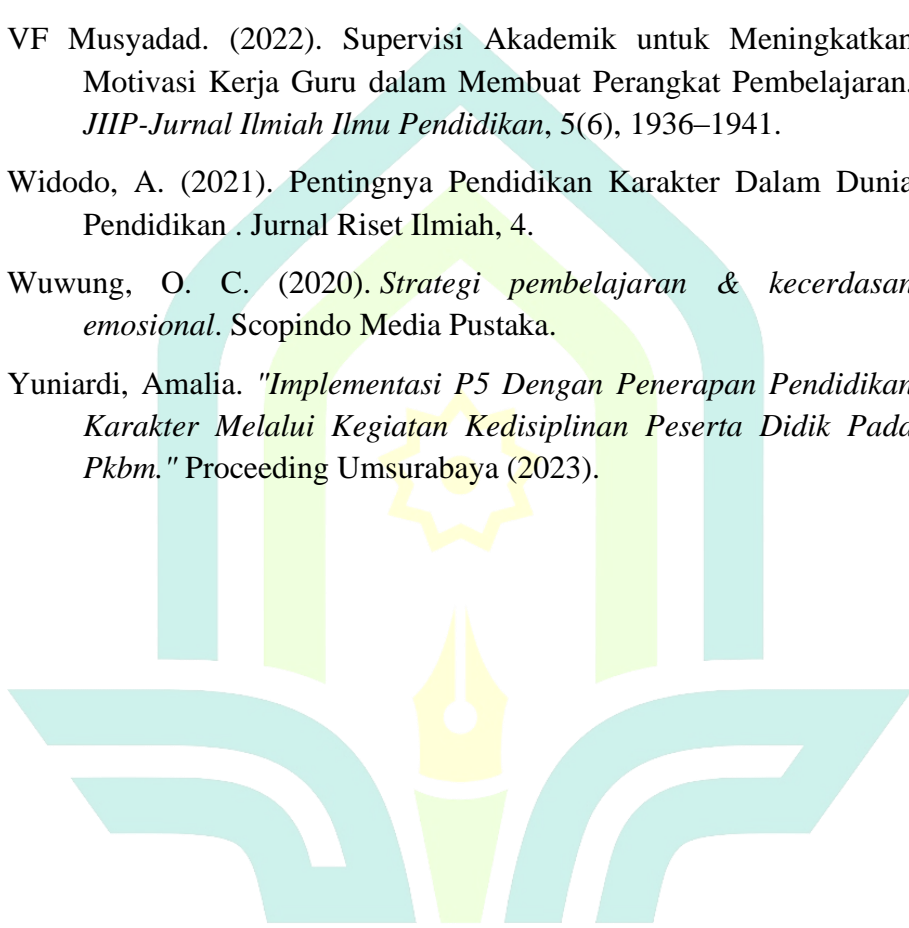 VF Musyadad. (2022). Supervisi Akademik untuk Meningkatkan
Motivasi Kerja Guru dalam Membuat Perangkat Pembelajaran.
JIIP-Jurnal Ilmiah Ilmu Pendidikan, 5(6), 1936–1941.
Widodo, A. (2021). Pentingnya Pendidikan Karakter Dalam Dunia
Pendidikan . Jurnal Riset Ilmiah, 4.
Wuwung, O. C. (2020). Strategi pembelajaran & kecerdasan
emosional. Scopindo Media Pustaka.
Yuniardi, Amalia. "Implementasi P5 Dengan Penerapan Pendidikan
Karakter Melalui Kegiatan Kedisiplinan Peserta Didik Pada
Pkbm." Proceeding Umsurabaya (2023).